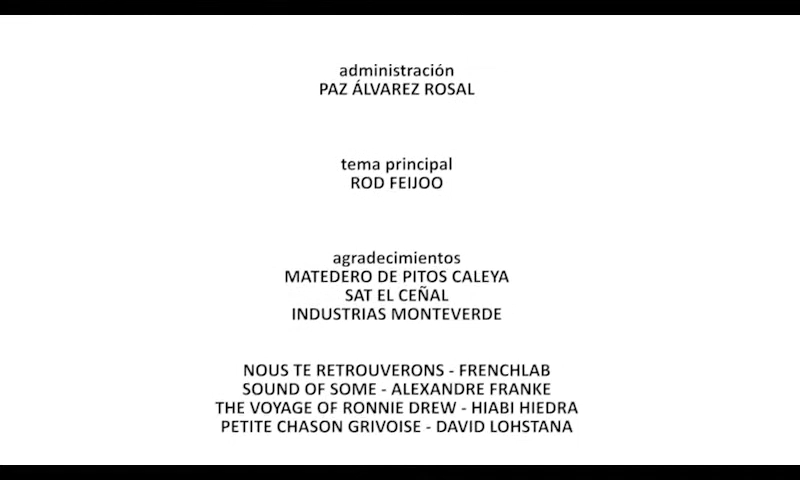 administración
PAZ ÁLVAREZ ROSAL
tema principal
ROD FEIJOO
agradecimientos
MATEDERO DE PITOS CALEYA
SAT EL CEÑAL
INDUSTRIAS MONTEVERDE
NOUS TE RETROUVERONS - FRENCHLAB
SOUND OF SOME - ALEXANDRE FRANKE
THE VOYAGE OF RONNIE DREW - HIABI HIEDRA
PETITE CHASON GRIVOISE - DAVID LOHSTANA